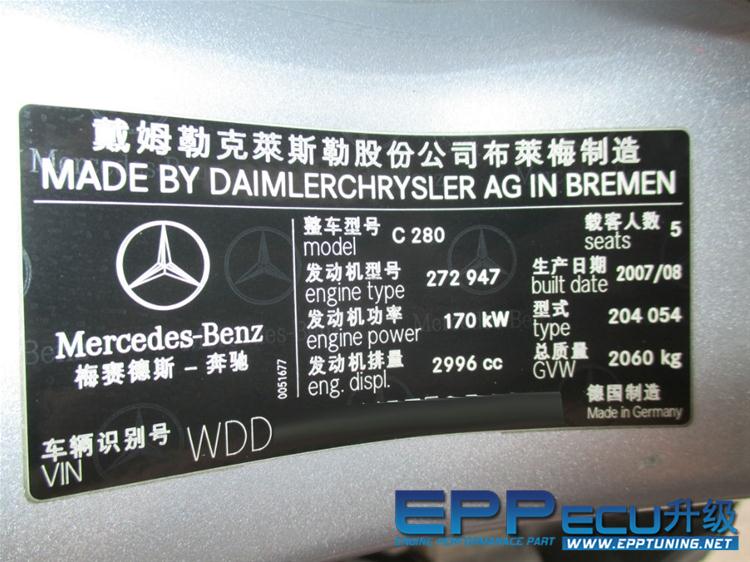 戴姆勒克萊斯勒股份公司布萊梅制造
MADE BY DAIMLERCHRYSLER AG IN BREMEN
Mercedes-Benz
梅赛德斯 - 奔驰
0051677
整车型号 C 280 载客人数 5
model seats
发动机型号 272 947 生产日期 2007/08
engine type built date
发动机功率 170 kW 型式 204 054
engine power type
发动机排量 2996 cc 总质量 2060 kg
eng. displ. GVW
德国制造
Made in Germany
车辆识别号 WDD
VIN
EPP ECU升级
ENGINE PERFORMANCE PART
WWW.EPPTUNING.NET